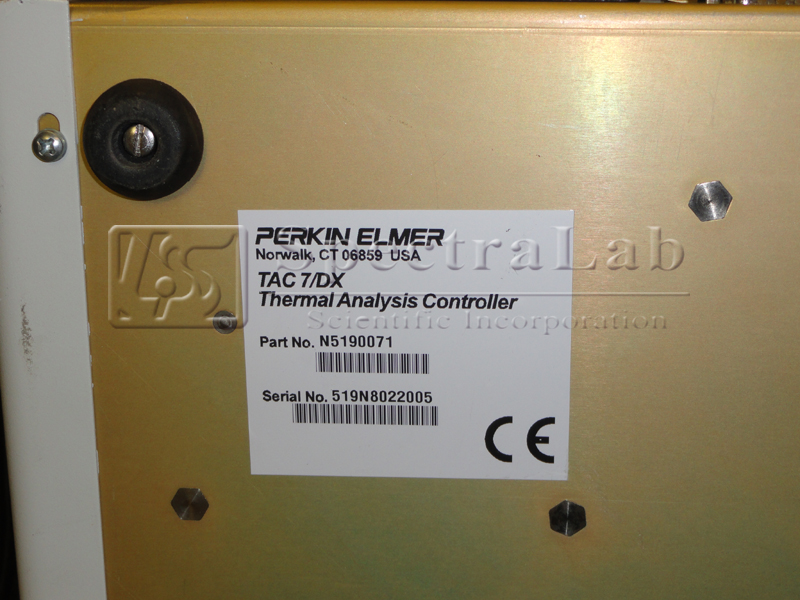 PERKIN ELMER
Norwalk, CT 06859 USA
TAC 7/DX
Thermal Analysis Controller
Part No. N5190071
Serial No. 519N8022005
CE
SpectraLab
Scientific Incorporation